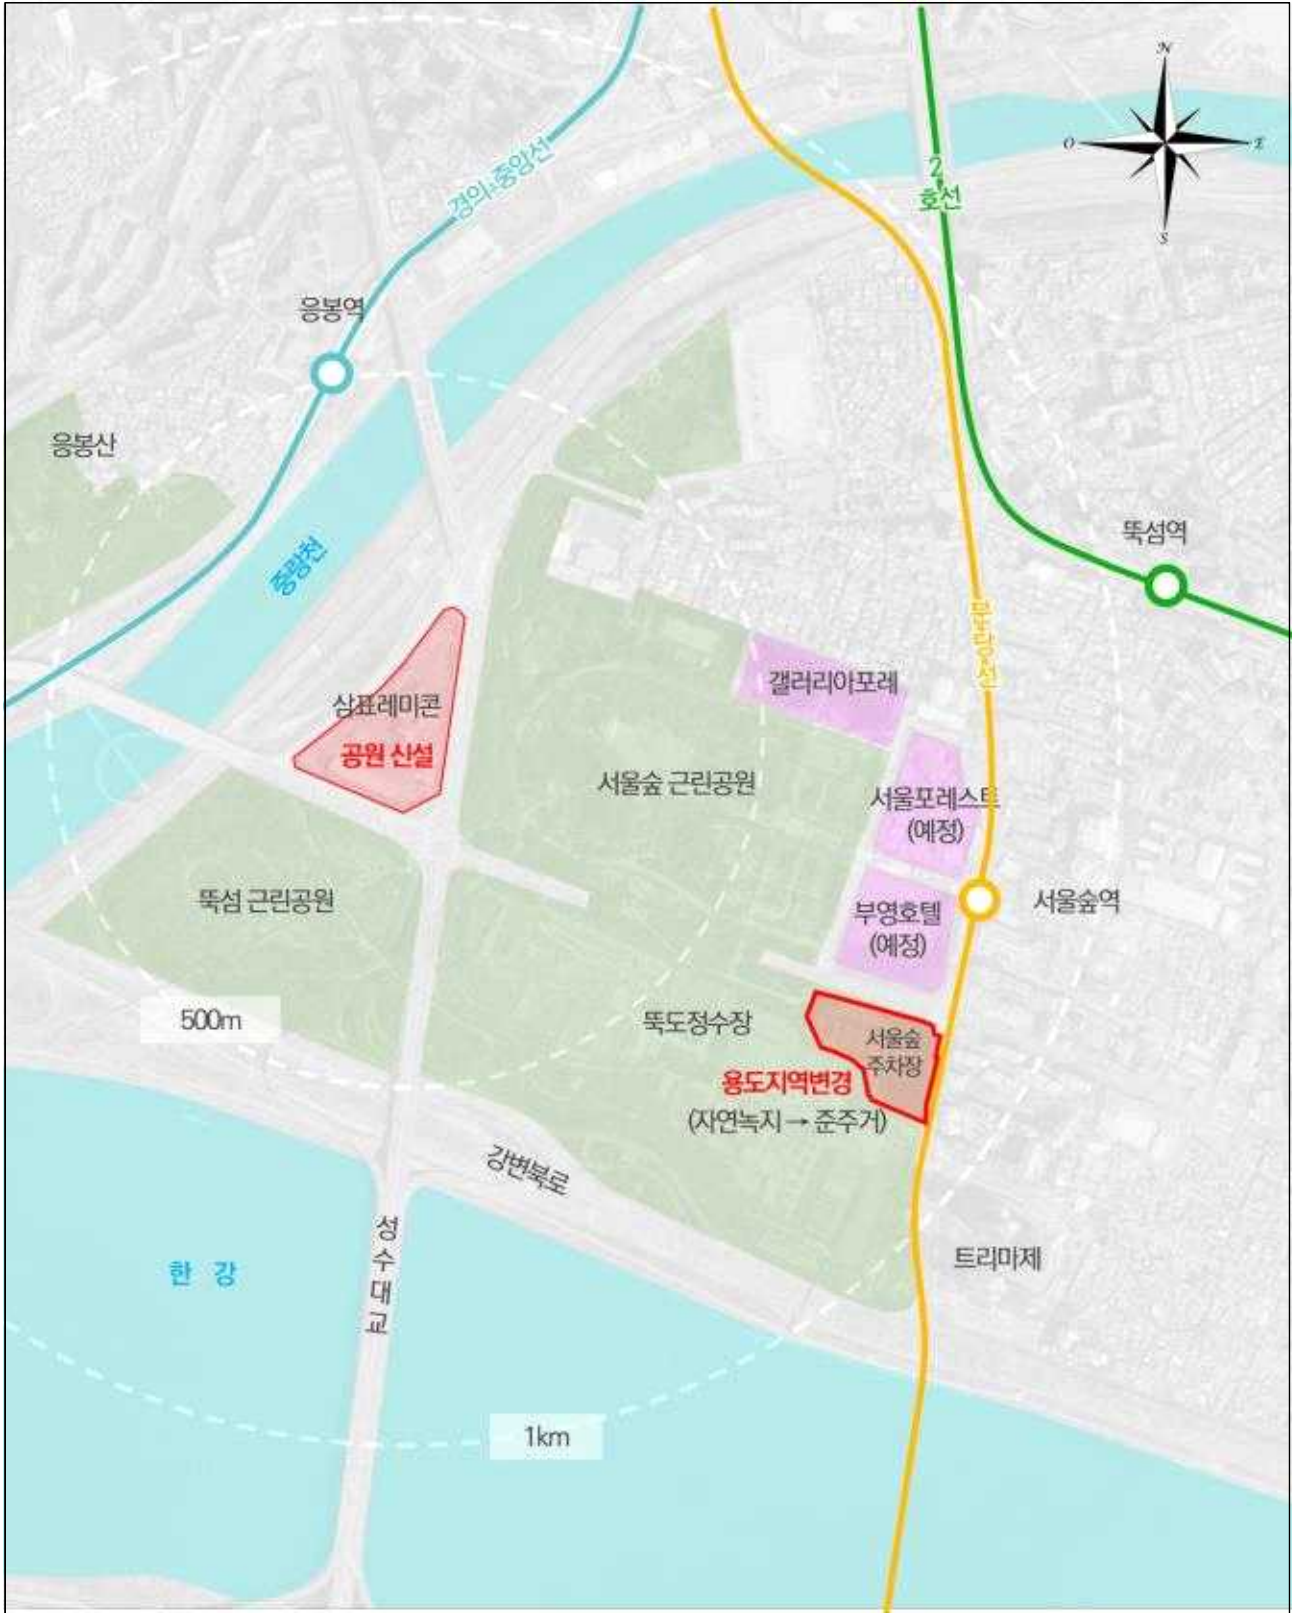 N
O
E
S
경의·중앙선
2호선
응봉역
응봉산
뚝섬역
중랑천
분당선
갤러리아포레
삼표레미콘
공원 신설
서울숲 근린공원
서울포레스트
(예정)
뚝섬 근린공원
서울숲역
부영호텔
(예정)
500m
뚝도정수장
서울숲
주차장
용도지역변경
(자연녹지 → 준주거)
강변북로
성수대교
트리마제
한 강
1km